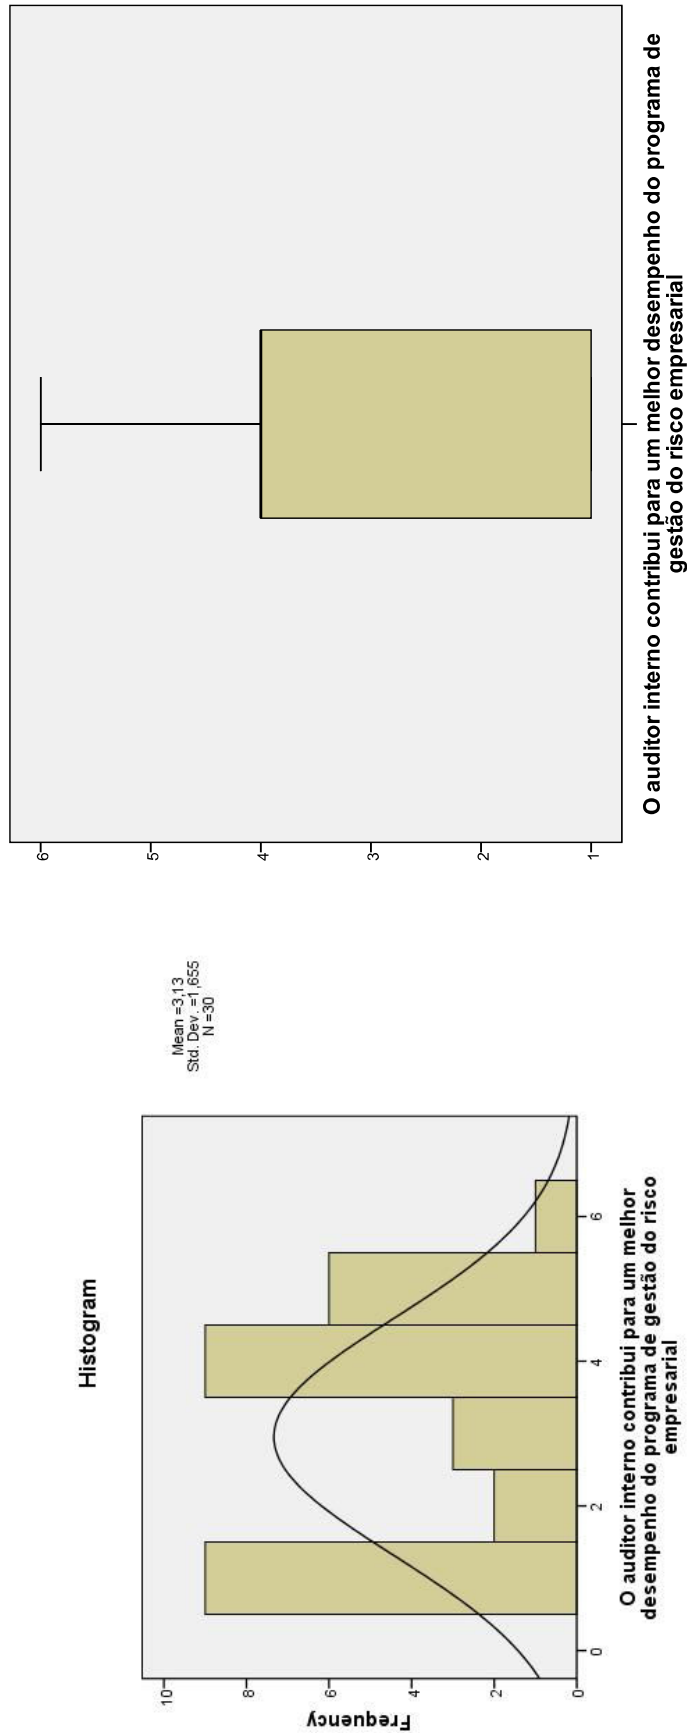 6
5
4
3
2
1
O auditor interno contribui para um melhor desempenho do programa de
gestão do risco empresarial
Histogram
Mean =3,13
Std. Dev. =1,655
N =30
Frequency
10
8
6
4
2
0
0
2
4
6
O auditor interno contribui para um melhor
desempenho do programa de gestão do risco
empresarial